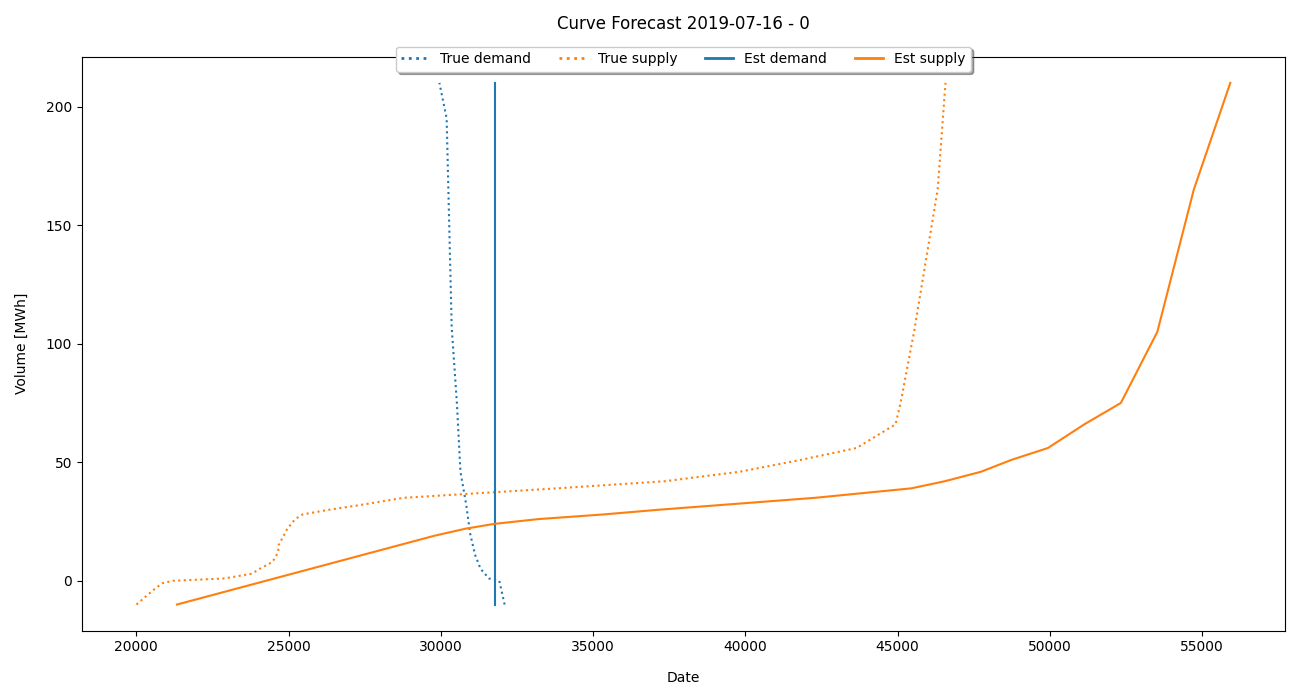 Curve Forecast 2019-07-16 - 0
True demand True supply Est demand Est supply
200
150
100
50
0
Volume [MWh]
20000 25000 30000 35000 40000 45000 50000 55000
Date